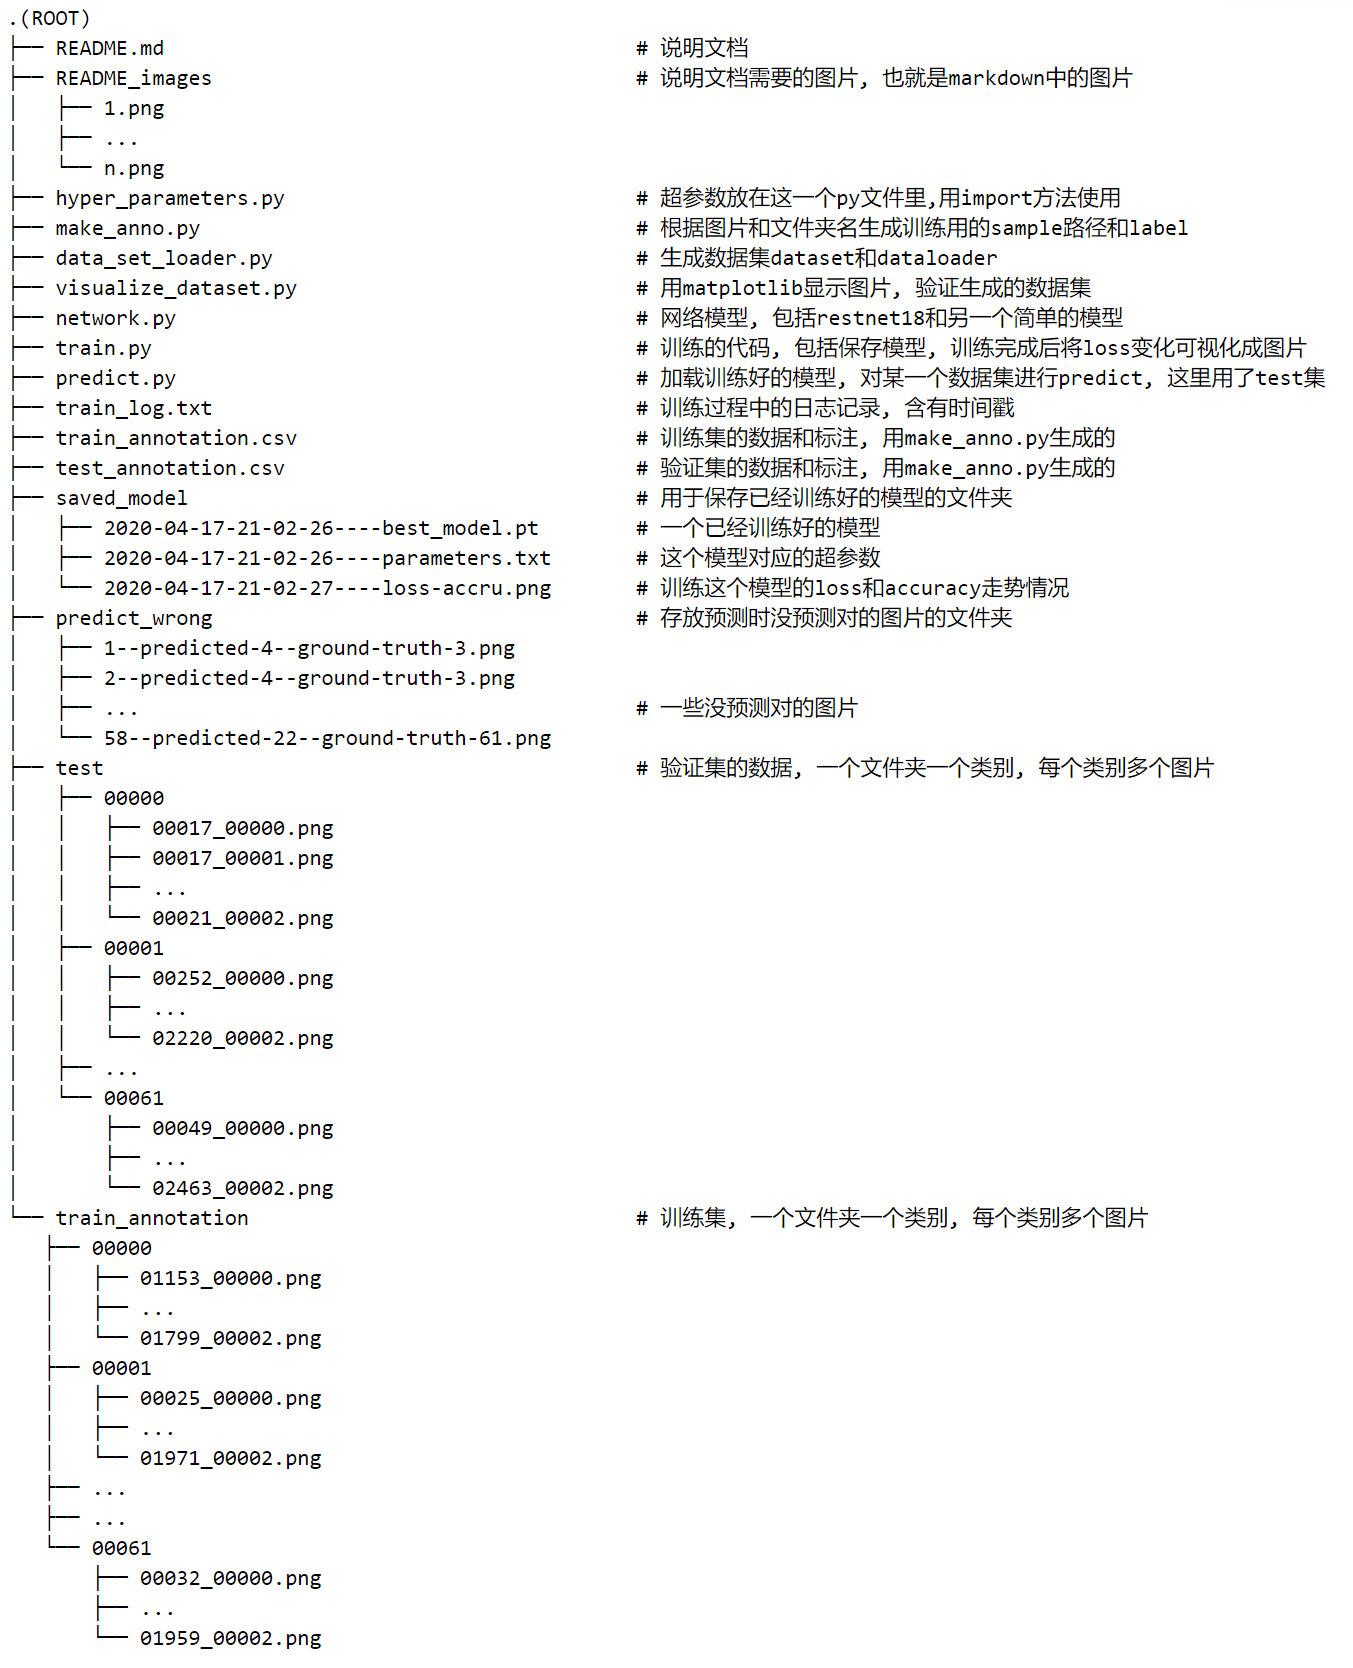 .(ROOT)
├── README.md # 说明文档
├── README_images # 说明文档需要的图片, 也就是markdown中的图片
│   ├── 1.png
│   ├── ...
│   └── n.png
├── hyper_parameters.py # 超参数放在这一个py文件里,用import方法使用
├── make_anno.py # 根据图片和文件夹名生成训练用的sample路径和label
├── data_set_loader.py # 生成数据集dataset和dataloader
├── visualize_dataset.py # 用matplotlib显示图片, 验证生成的数据集
├── network.py # 网络模型, 包括restnet18和另一个简单的模型
├── train.py # 训练的代码, 包括保存模型, 训练完成后将loss变化可视化成图片
├── predict.py # 加载训练好的模型, 对某一个数据集进行predict, 这里用了test集
├── train_log.txt # 训练过程中的日志记录, 含有时间戳
├── train_annotation.csv # 训练集的数据和标注, 用make_anno.py生成的
├── test_annotation.csv # 验证集的数据和标注, 用make_anno.py生成的
├── saved_model # 用于保存已经训练好的模型的文件夹
│   ├── 2020-04-17-21-02-26----best_model.pt # 一个已经训练好的模型
│   ├── 2020-04-17-21-02-26----parameters.txt # 这个模型对应的超参数
│   └── 2020-04-17-21-02-27----loss-accru.png # 训练这个模型的loss和accuracy走势情况
├── predict_wrong # 存放预测时没预测对的图片的文件夹
│   ├── 1--predicted-4--ground-truth-3.png
│   ├── 2--predicted-4--ground-truth-3.png
│   ├── ... # 一些没预测对的图片
│   └── 58--predicted-22--ground-truth-61.png
├── test # 验证集的数据, 一个文件夹一个类别, 每个类别多个图片
│   ├── 00000
│   │   ├── 00017_00000.png
│   │   ├── 00017_00001.png
│   │   ├── ...
│   │   └── 00021_00002.png
│   ├── 00001
│   │   ├── 00252_00000.png
│   │   ├── ...
│   │   └── 02220_00002.png
│   ├── ...
│   └── 00061
│       ├── 00049_00000.png
│       ├── ...
│       └── 02463_00002.png
└── train_annotation # 训练集, 一个文件夹一个类别, 每个类别多个图片
   ├── 00000
   │   ├── 01153_00000.png
   │   ├── ...
   │   └── 01799_00002.png
   ├── 00001
   │   ├── 00025_00000.png
   │   ├── ...
   │   └── 01971_00002.png
   ├── ...
   ├── ...
   └── 00061
       ├── 00032_00000.png
       ├── ...
       └── 01959_00002.png